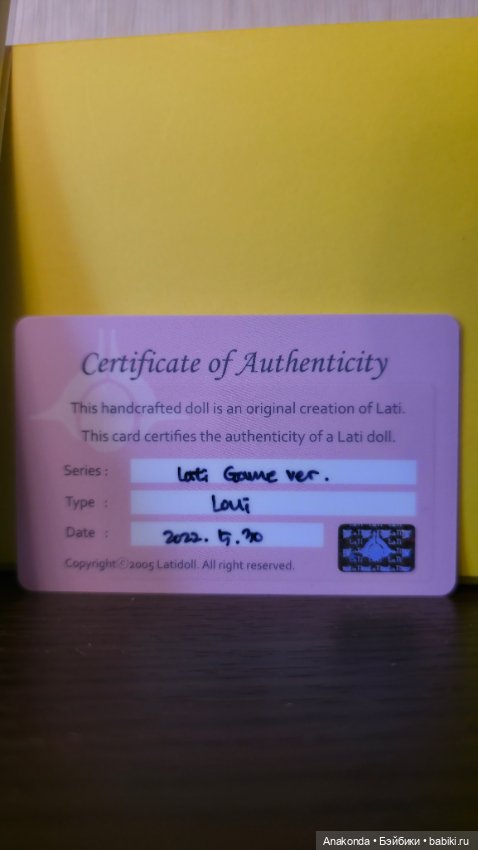 Certificate of Authenticity
This handcrafted doll is an original creation of Lati.
This card certifies the authenticity of a Lati doll.
Series : Lati Game ver.
Type : Loui
Date : 2022. 5. 30
Copyright ⓒ2005 Latidoll. All right reserved.
Anakonda • Бэйбики • babiki.ru